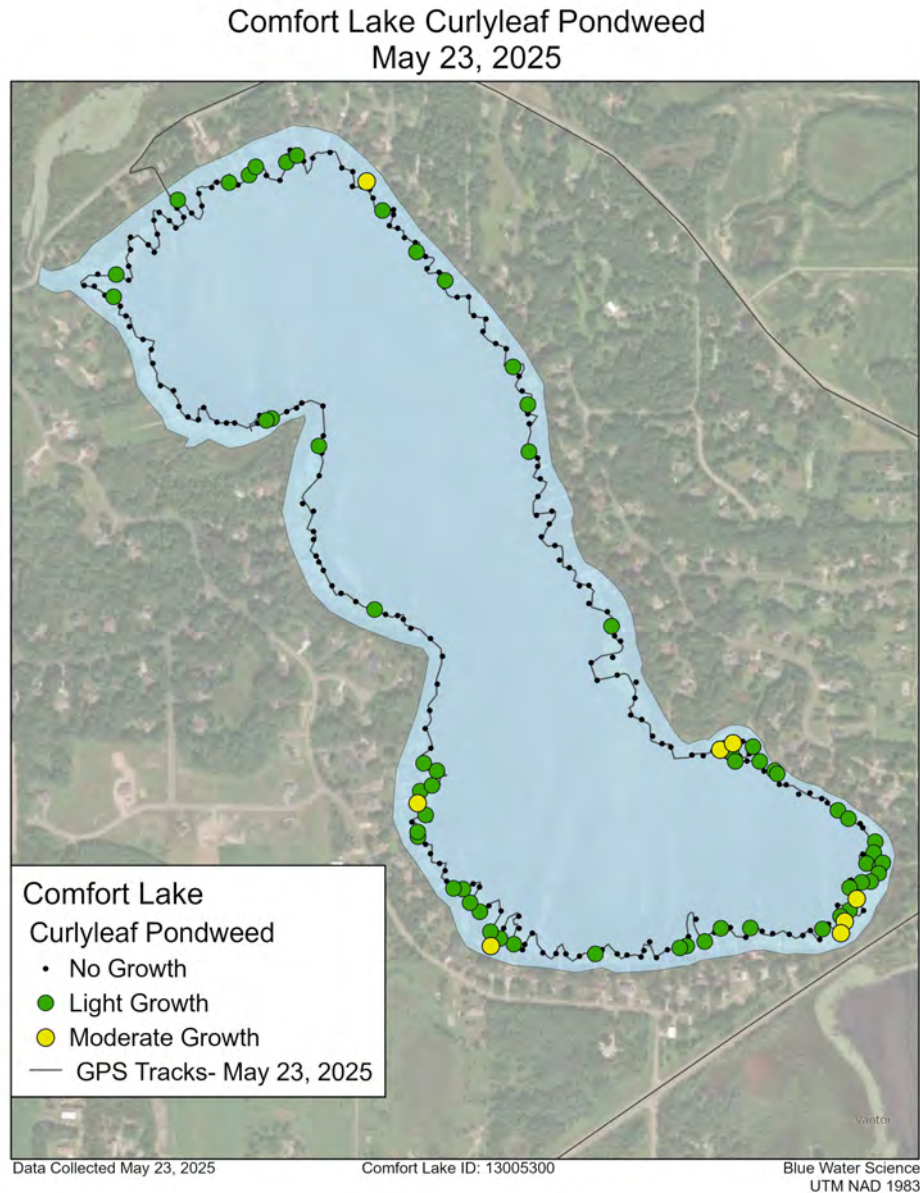 Comfort Lake Curlyleaf Pondweed
May 23, 2025
Comfort Lake
Curlyleaf Pondweed
No Growth
Light Growth
Moderate Growth
GPS Tracks- May 23, 2025
Vantor
Data Collected May 23, 2025
Comfort Lake ID: 13005300
Blue Water Science
UTM NAD 1983